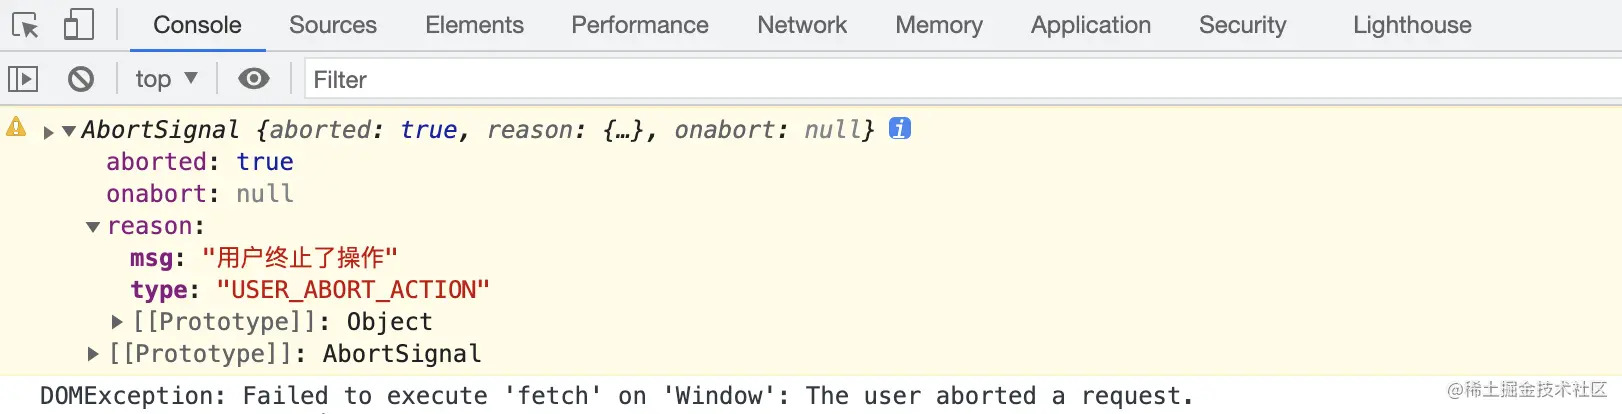 Console Sources Elements Performance Network Memory Application Security Lighthouse
top Filter
AbortSignal {aborted: true, reason: {…}, onabort: null} i
aborted: true
onabort: null
reason:
msg: "用户终止了操作"
type: "USER_ABORT_ACTION"
[[Prototype]]: Object
[[Prototype]]: AbortSignal
DOMException: Failed to execute 'fetch' on 'Window': The user aborted a request.
@稀土掘金技术社区